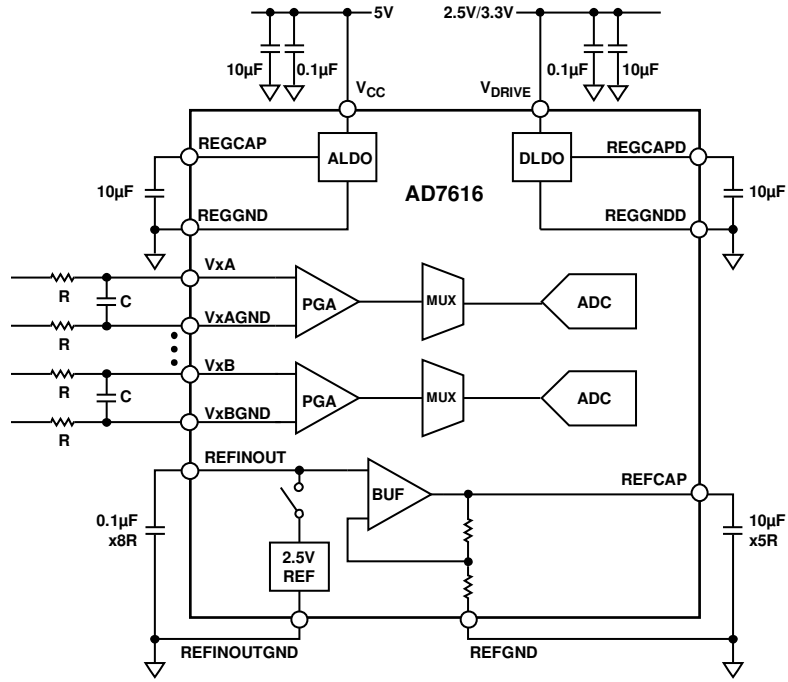 5V
2.5V/3.3V
10µF
0.1µF
0.1µF
10µF
VCC
VDRIVE
REGCAP
ALDO
DLDO
REGCAPD
10µF
AD7616
10µF
REGGND
REGGNDD
VxA
R
C
PGA
MUX
ADC
VxAGND
R
VxB
R
C
PGA
MUX
ADC
VxBGND
R
REFINOUT
REFCAP
BUF
0.1µF
x8R
10µF
x5R
2.5V
REF
REFINOUTGND
REFGND